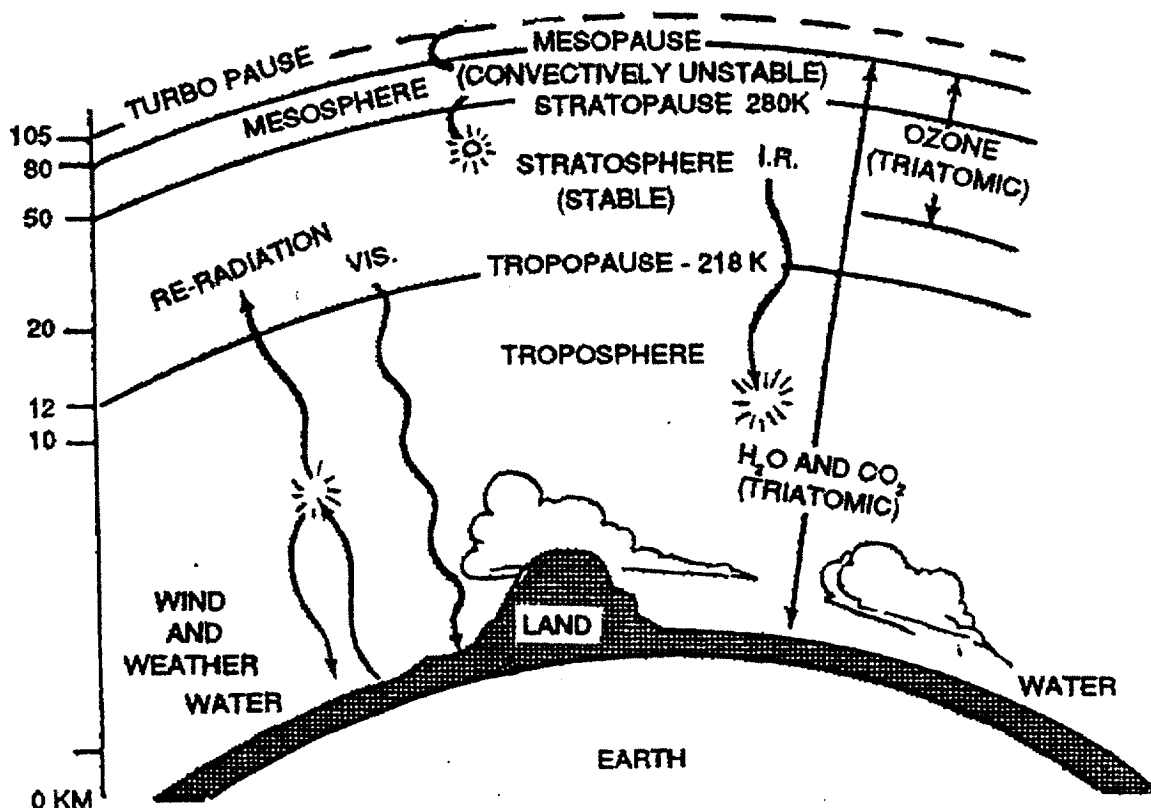 MESOPAUSE
(CONVECTIVELY UNSTABLE)
TURBO PAUSE
MESOSPHERE
STRATOPAUSE 280K
105
80
50
20
12
10
0 KM
OZONE
(TRIATOMIC)
STRATOSPHERE
(STABLE)
I.R.
RE-RADIATION
VIS.
TROPOPAUSE - 218 K
TROPOSPHERE
H₂O AND CO₂
(TRIATOMIC)
WIND
AND
WEATHER
WATER
LAND
WATER
EARTH